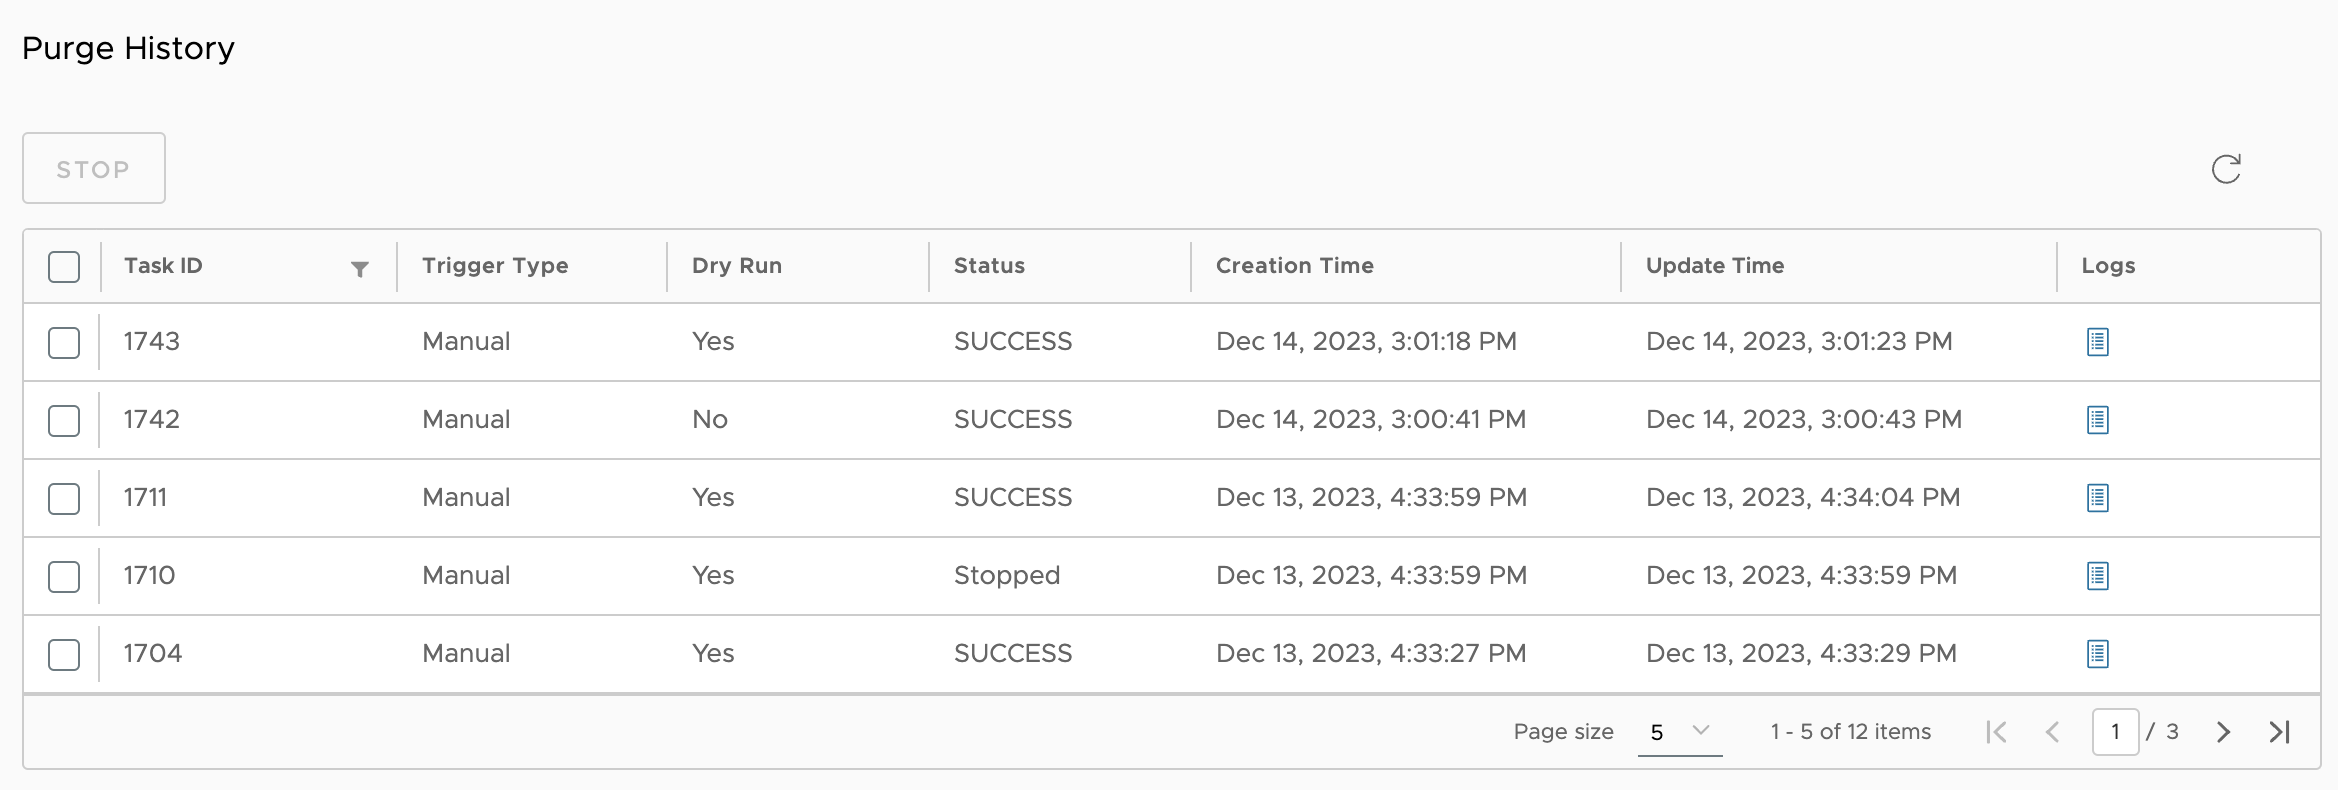 Purge History
STOP
Task ID Trigger Type Dry Run Status Creation Time Update Time Logs
1743 Manual Yes SUCCESS Dec 14, 2023, 3:01:18 PM Dec 14, 2023, 3:01:23 PM
1742 Manual No SUCCESS Dec 14, 2023, 3:00:41 PM Dec 14, 2023, 3:00:43 PM
1711 Manual Yes SUCCESS Dec 13, 2023, 4:33:59 PM Dec 13, 2023, 4:34:04 PM
1710 Manual Yes Stopped Dec 13, 2023, 4:33:59 PM Dec 13, 2023, 4:33:59 PM
1704 Manual Yes SUCCESS Dec 13, 2023, 4:33:27 PM Dec 13, 2023, 4:33:29 PM
Page size 5 1 - 5 of 12 items 1 / 3